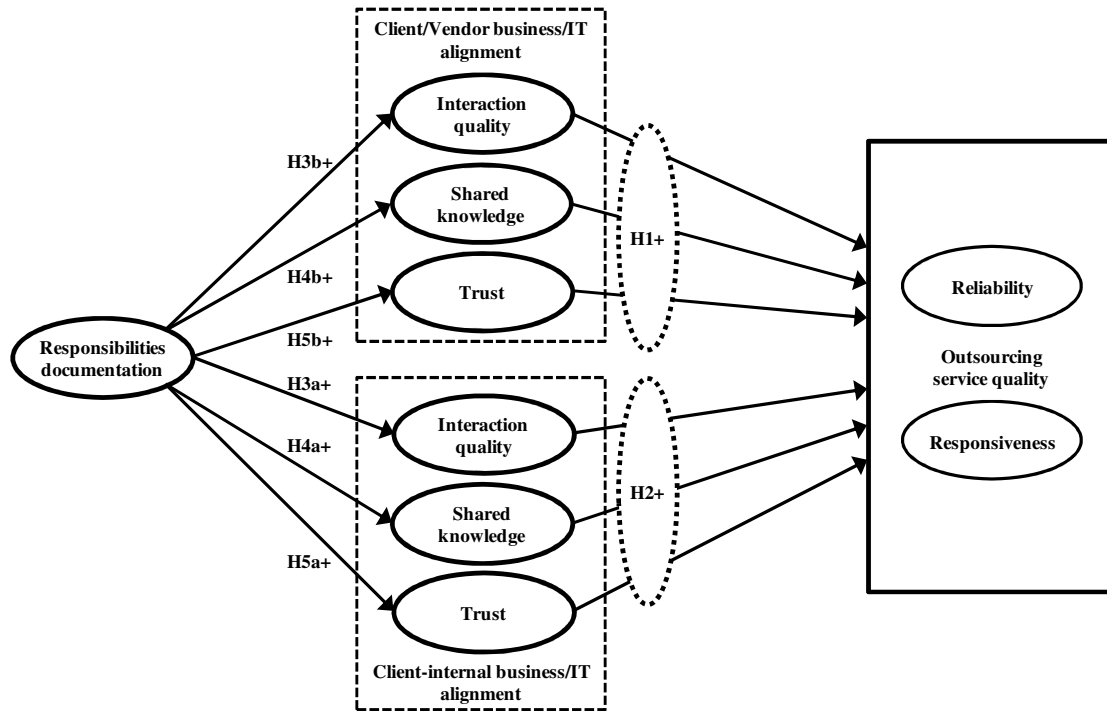 Client/Vendor business/IT
alignment
Interaction
quality
H3b+
Shared
knowledge
H1+
H4b+
Trust
Reliability
H5b+
Responsibilities
documentation
Outsourcing
service quality
H3a+
Interaction
quality
Responsiveness
H4a+
H2+
Shared
knowledge
H5a+
Trust
Client-internal business/IT
alignment